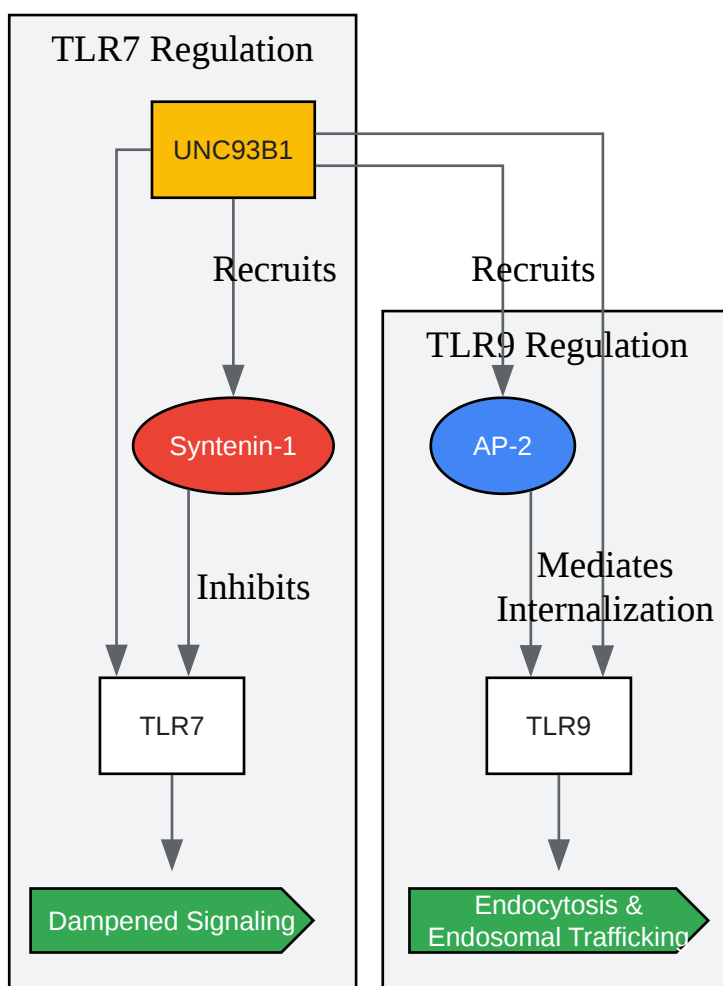 TLR7 Regulation
UNC93B1
Recruits
Recruits
TLR9 Regulation
Syntenin-1
AP-2
Inhibits
Mediates
Internalization
TLR7
TLR9
Dampened Signaling
Endocytosis &
Endosomal Trafficking